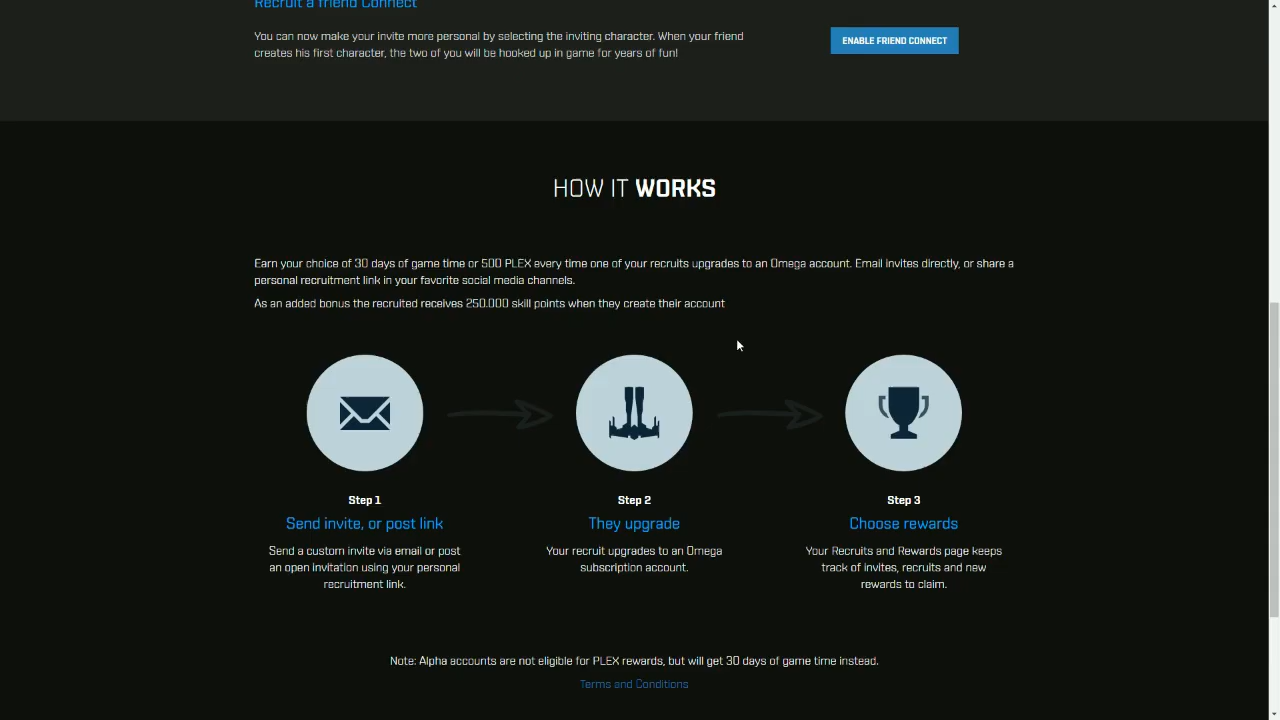 Recruit a friend Connect
You can now make your invite more personal by selecting the inviting character. When your friend
creates his first character, the two of you will be hooked up in game for years of fun!
ENABLE FRIEND CONNECT
HOW IT WORKS
Earn your choice of 30 days of game time or 500 PLEX every time one of your recruits upgrades to an Omega account. Email invites directly, or share a
personal recruitment link in your favorite social media channels.
As an added bonus the recruited receives 250.000 skill points when they create their account
Step 1
Send invite, or post link
Send a custom invite via email or post
an open invitation using your personal
recruitment link.
Step 2
They upgrade
Your recruit upgrades to an Omega
subscription account.
Step 3
Choose rewards
Your Recruits and Rewards page keeps
track of invites, recruits and new
rewards to claim.
Note: Alpha accounts are not eligible for PLEX rewards, but will get 30 days of game time instead.
Terms and Conditions